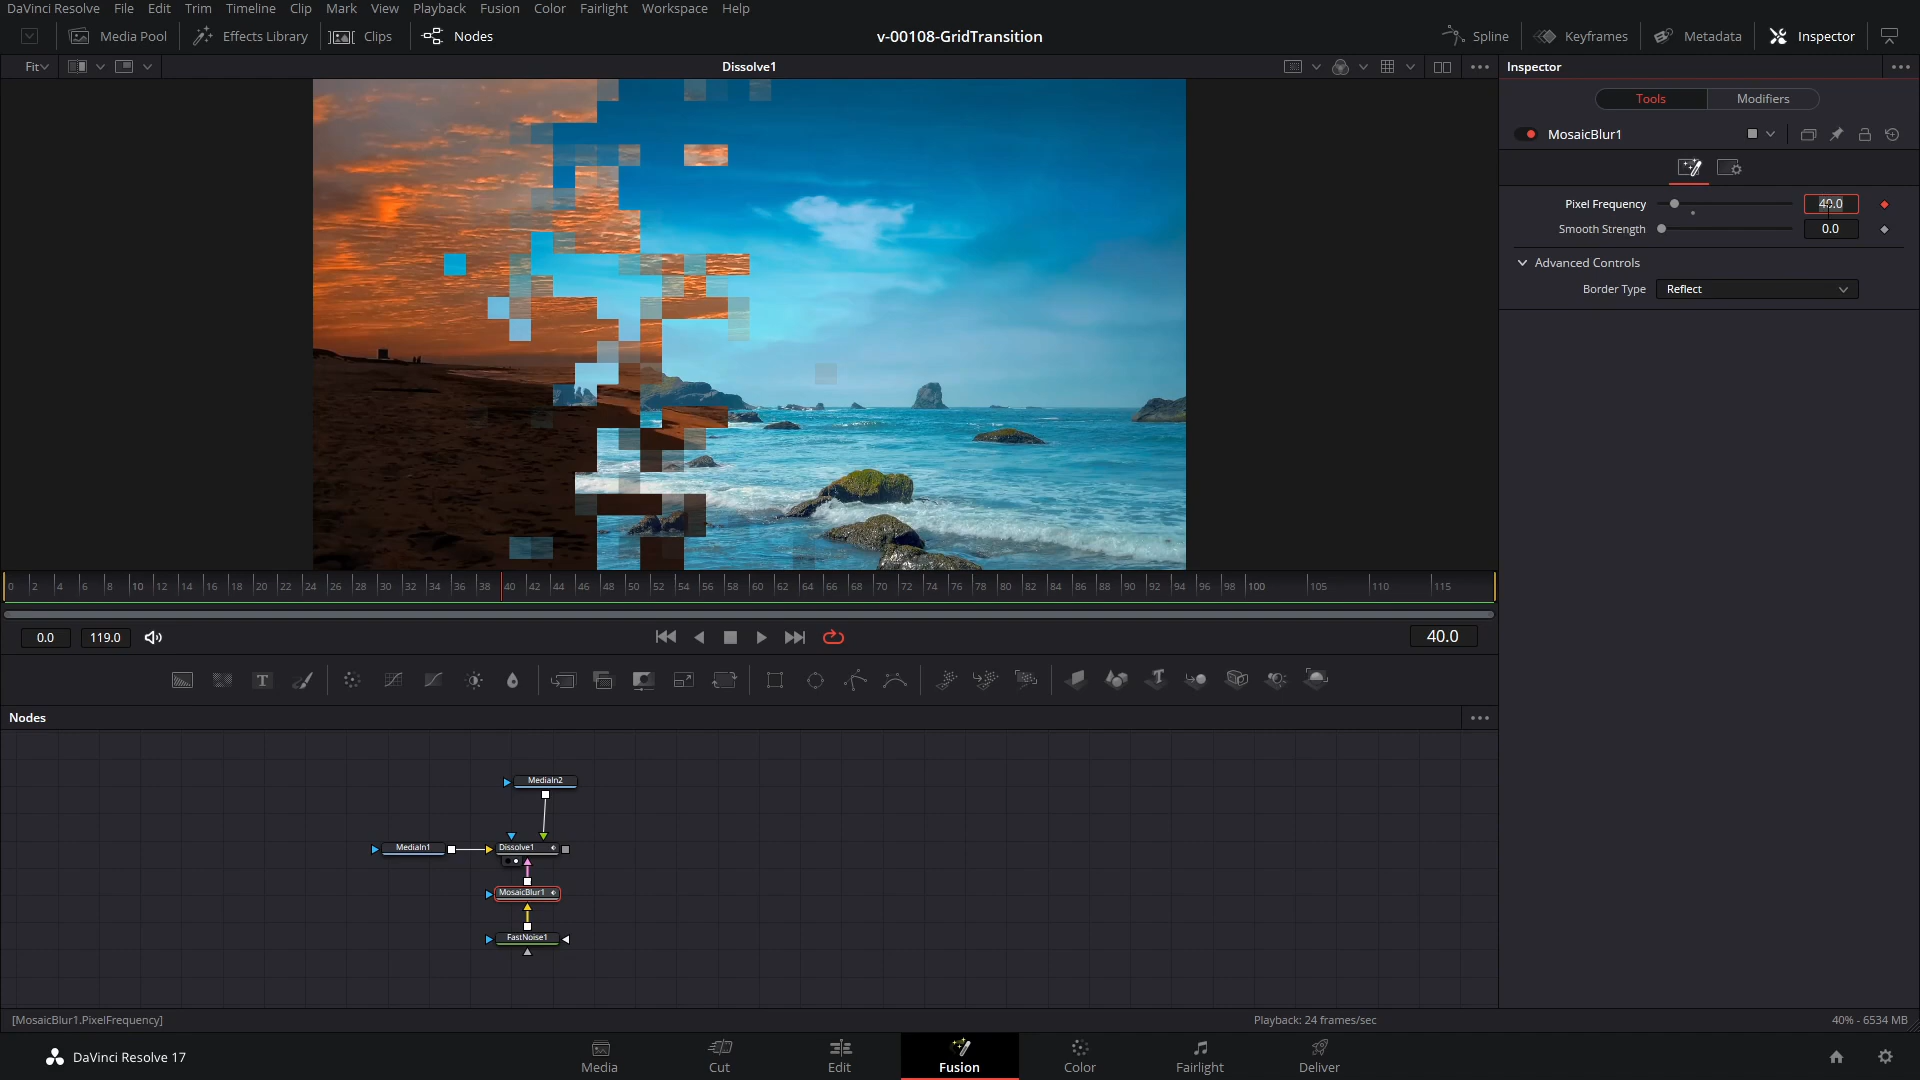 DaVinci Resolve File Edit Trim Timeline Clip Mark View Playback Fusion Color Fairlight Workspace Help
Media Pool Effects Library Clips Nodes v-00108-GridTransition Spline Keyframes Metadata Inspector
Fit Dissolve1 Inspector
Tools Modifiers
MosaicBlur1
Pixel Frequency 40.0
Smooth Strength 0.0
Advanced Controls
Border Type Reflect
0 2 4 6 8 10 12 14 16 18 20 22 24 26 28 30 32 34 36 38 40 42 44 46 48 50 52 54 56 58 60 62 64 66 68 70 72 74 76 78 80 82 84 86 88 90 92 94 96 98 100 105 110 115
0.0 119.0 40.0
T
Nodes
MediaIn2
MediaIn1 Dissolve1
MosaicBlur1
FastNoise1
[MosaicBlur1.PixelFrequency] Playback: 24 frames/sec 40% - 6534 MB
DaVinci Resolve 17 Media Cut Edit Fusion Color Fairlight Deliver